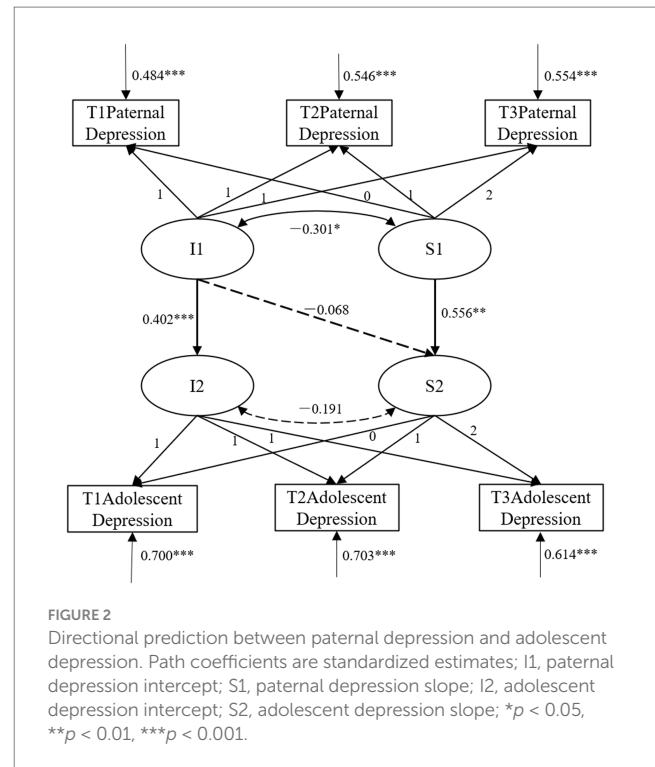 0.484***
0.546***
0.554***
T1Paternal
Depression
T2Paternal
Depression
T3Paternal
Depression
1
1
1
0
1
2
−0.301*
I1
S1
0.402***
−0.068
0.556**
I2
S2
−0.191
1
1
1
0
1
2
T1Adolescent
Depression
T2Adolescent
Depression
T3Adolescent
Depression
0.700***
0.703***
0.614***
FIGURE 2
Directional prediction between paternal depression and adolescent
depression. Path coefficients are standardized estimates; I1, paternal
depression intercept; S1, paternal depression slope; I2, adolescent
depression intercept; S2, adolescent depression slope; *p < 0.05,
**p < 0.01, ***p < 0.001.